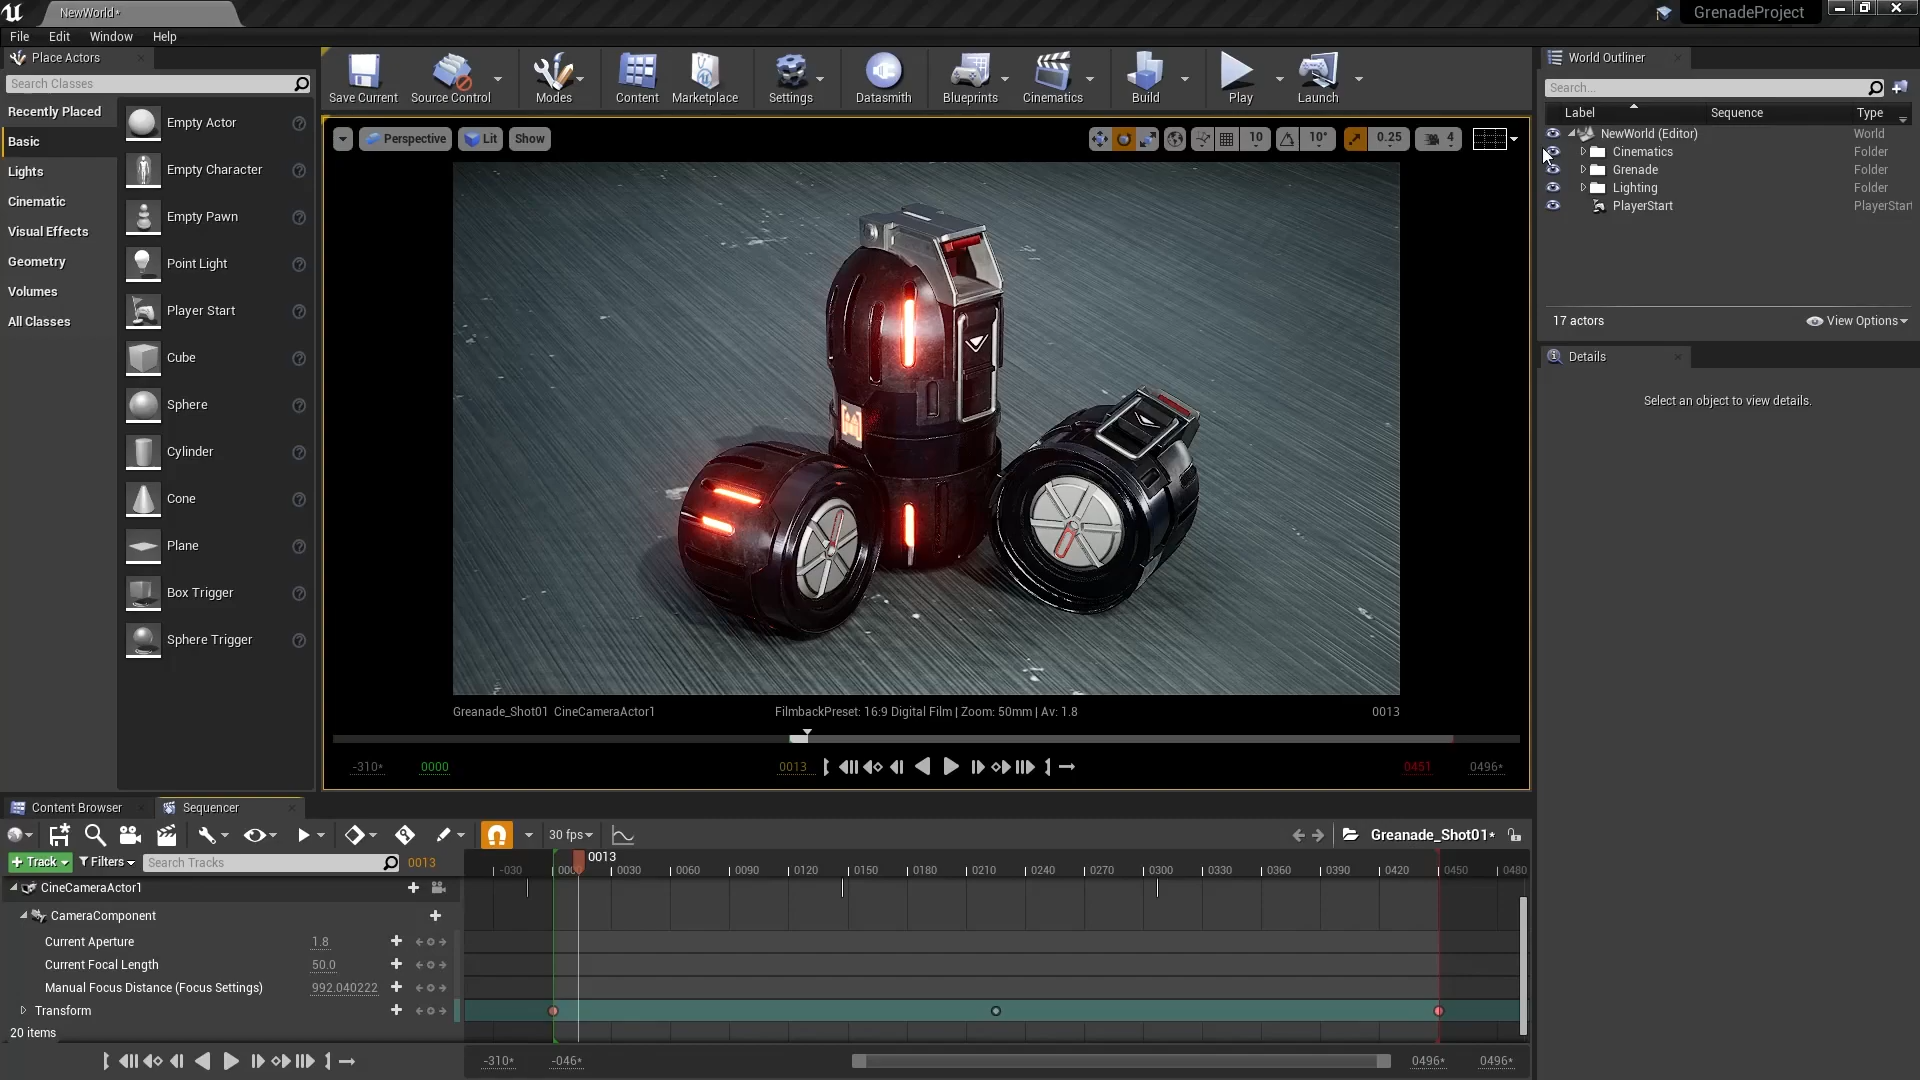 NewWorld*
GrenadeProject
File Edit Window Help
Place Actors
Search Classes
Recently Placed
Basic
Lights
Cinematic
Visual Effects
Geometry
Volumes
All Classes
Empty Actor
Empty Character
Empty Pawn
Point Light
Player Start
Cube
Sphere
Cylinder
Cone
Plane
Box Trigger
Sphere Trigger
Save Current Source Control Modes Content Marketplace Settings Datasmith Blueprints Cinematics Build Play Launch
Perspective Lit Show 10 10° 0.25 4
Greanade_Shot01 CineCameraActor1 FilmbackPreset: 16:9 Digital Film | Zoom: 50mm | Av: 1.8 0013
-310* 0000 0013 0451 0496*
World Outliner
Search...
Label Sequence Type
NewWorld (Editor) World
Cinematics Folder
Grenade Folder
Lighting Folder
PlayerStart PlayerStart
17 actors View Options
Details
Select an object to view details.
Content Browser Sequencer
30 fps Greanade_Shot01*
+ Track Filters Search Tracks 0013
0013
-030 0000 0030 0060 0090 0120 0150 0180 0210 0240 0270 0300 0330 0360 0390 0420 0450 0480
CineCameraActor1
CameraComponent
Current Aperture 1.8
Current Focal Length 50.0
Manual Focus Distance (Focus Settings) 992.040222
Transform
20 items
-310* -046* 0496* 0496*